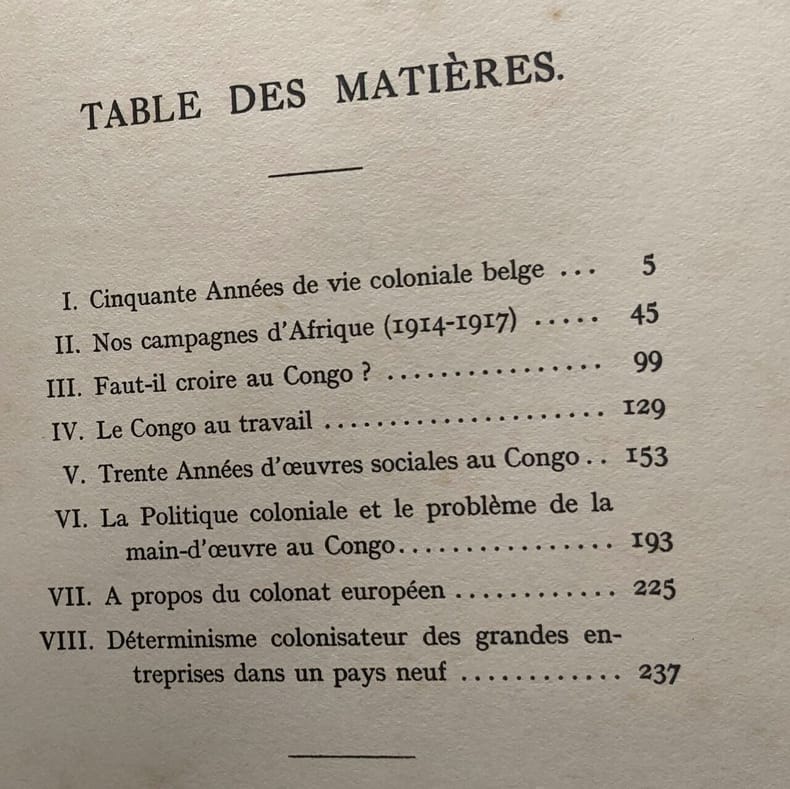 TABLE DES MATIÈRES.
I. Cinquante Années de vie coloniale belge ... 5
II. Nos campagnes d'Afrique (1914-1917) ..... 45
III. Faut-il croire au Congo ? ................ 99
IV. Le Congo au travail ..................... 129
V. Trente Années d'œuvres sociales au Congo.. 153
VI. La Politique coloniale et le problème de la
main-d'œuvre au Congo................ 193
VII. A propos du colonat européen ............ 225
VIII. Déterminisme colonisateur des grandes en-
treprises dans un pays neuf ............ 237